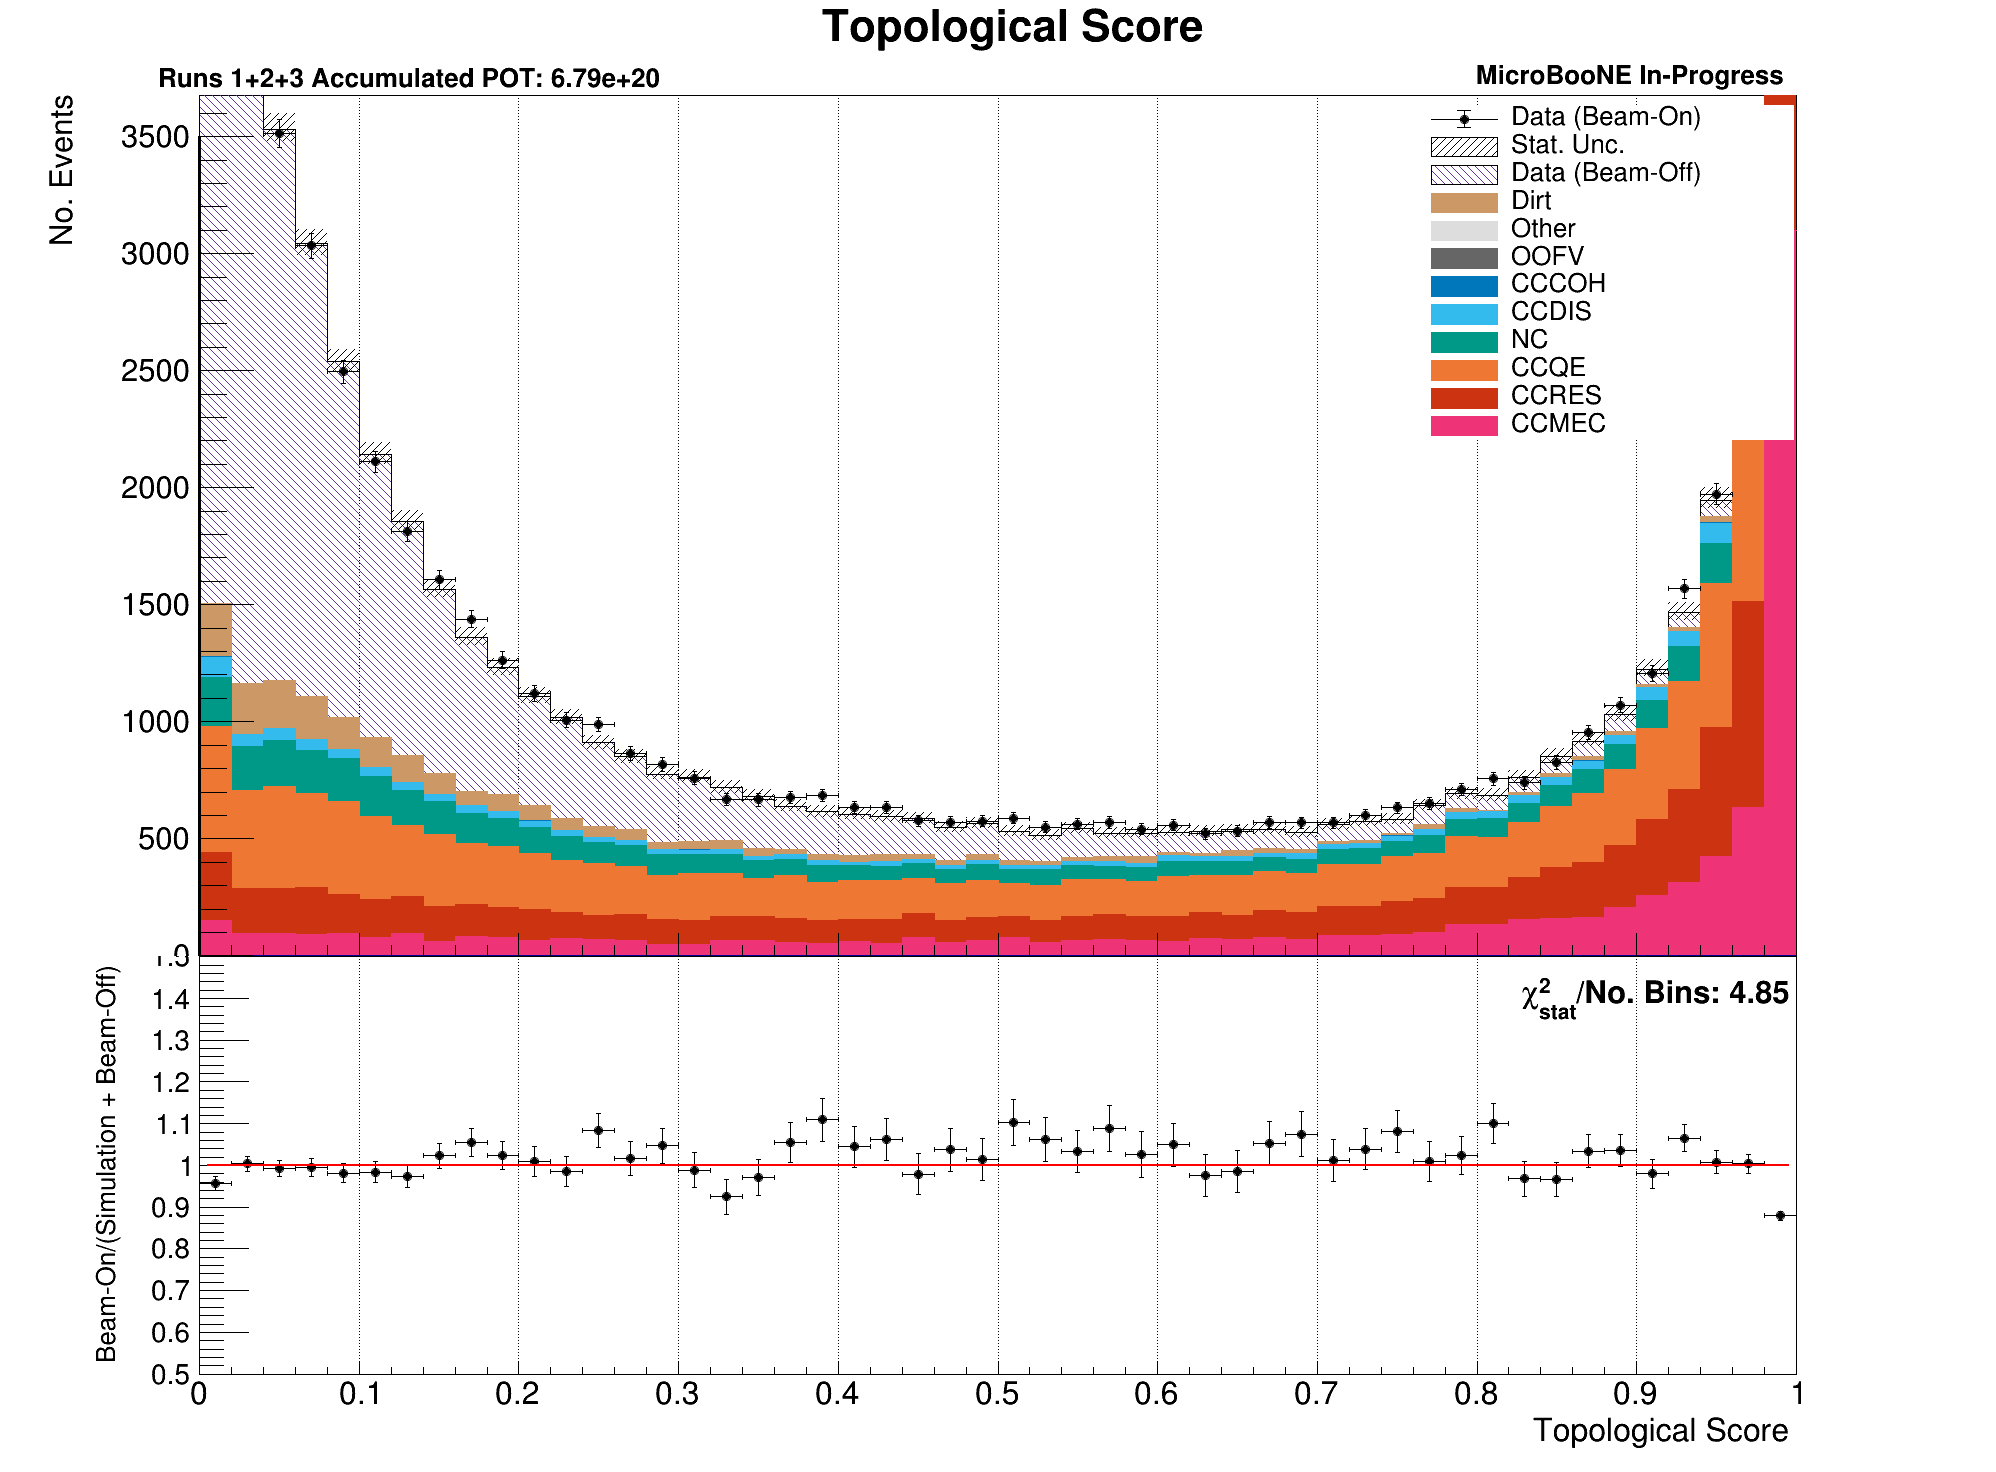 Topological Score
Runs 1+2+3 Accumulated POT: 6.79e+20
MicroBooNE In-Progress
No. Events
3500
3000
2500
2000
1500
1000
500
0
Data (Beam-On)
Stat. Unc.
Data (Beam-Off)
Dirt
Other
OOFV
CCCOH
CCDIS
NC
CCQE
CCRES
CCMEC
Beam-On/(Simulation + Beam-Off)
1.5
1.4
1.3
1.2
1.1
1
0.9
0.8
0.7
0.6
0.5
χ²stat/No. Bins: 4.85
0 0.1 0.2 0.3 0.4 0.5 0.6 0.7 0.8 0.9 1
Topological Score